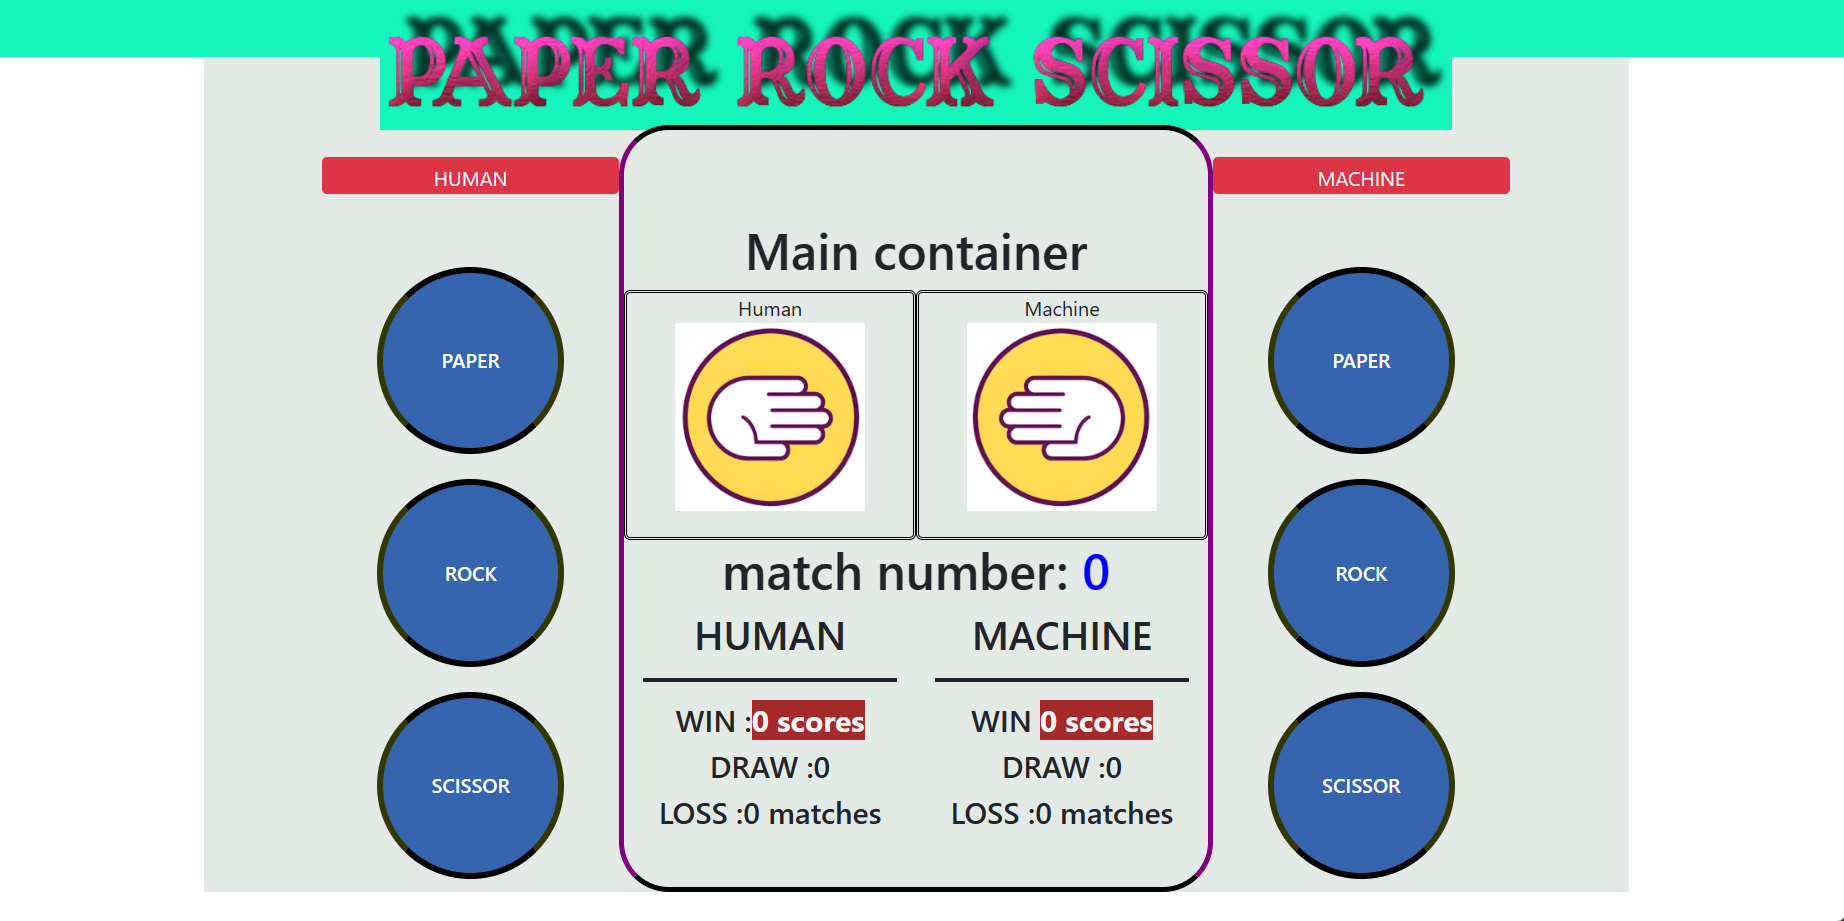 PAPER ROCK SCISSOR
HUMAN
MACHINE
Main container
Human
Machine
PAPER
PAPER
match number: 0
ROCK
ROCK
HUMAN
MACHINE
WIN :0 scores
WIN 0 scores
DRAW :0
DRAW :0
SCISSOR
SCISSOR
LOSS :0 matches
LOSS :0 matches